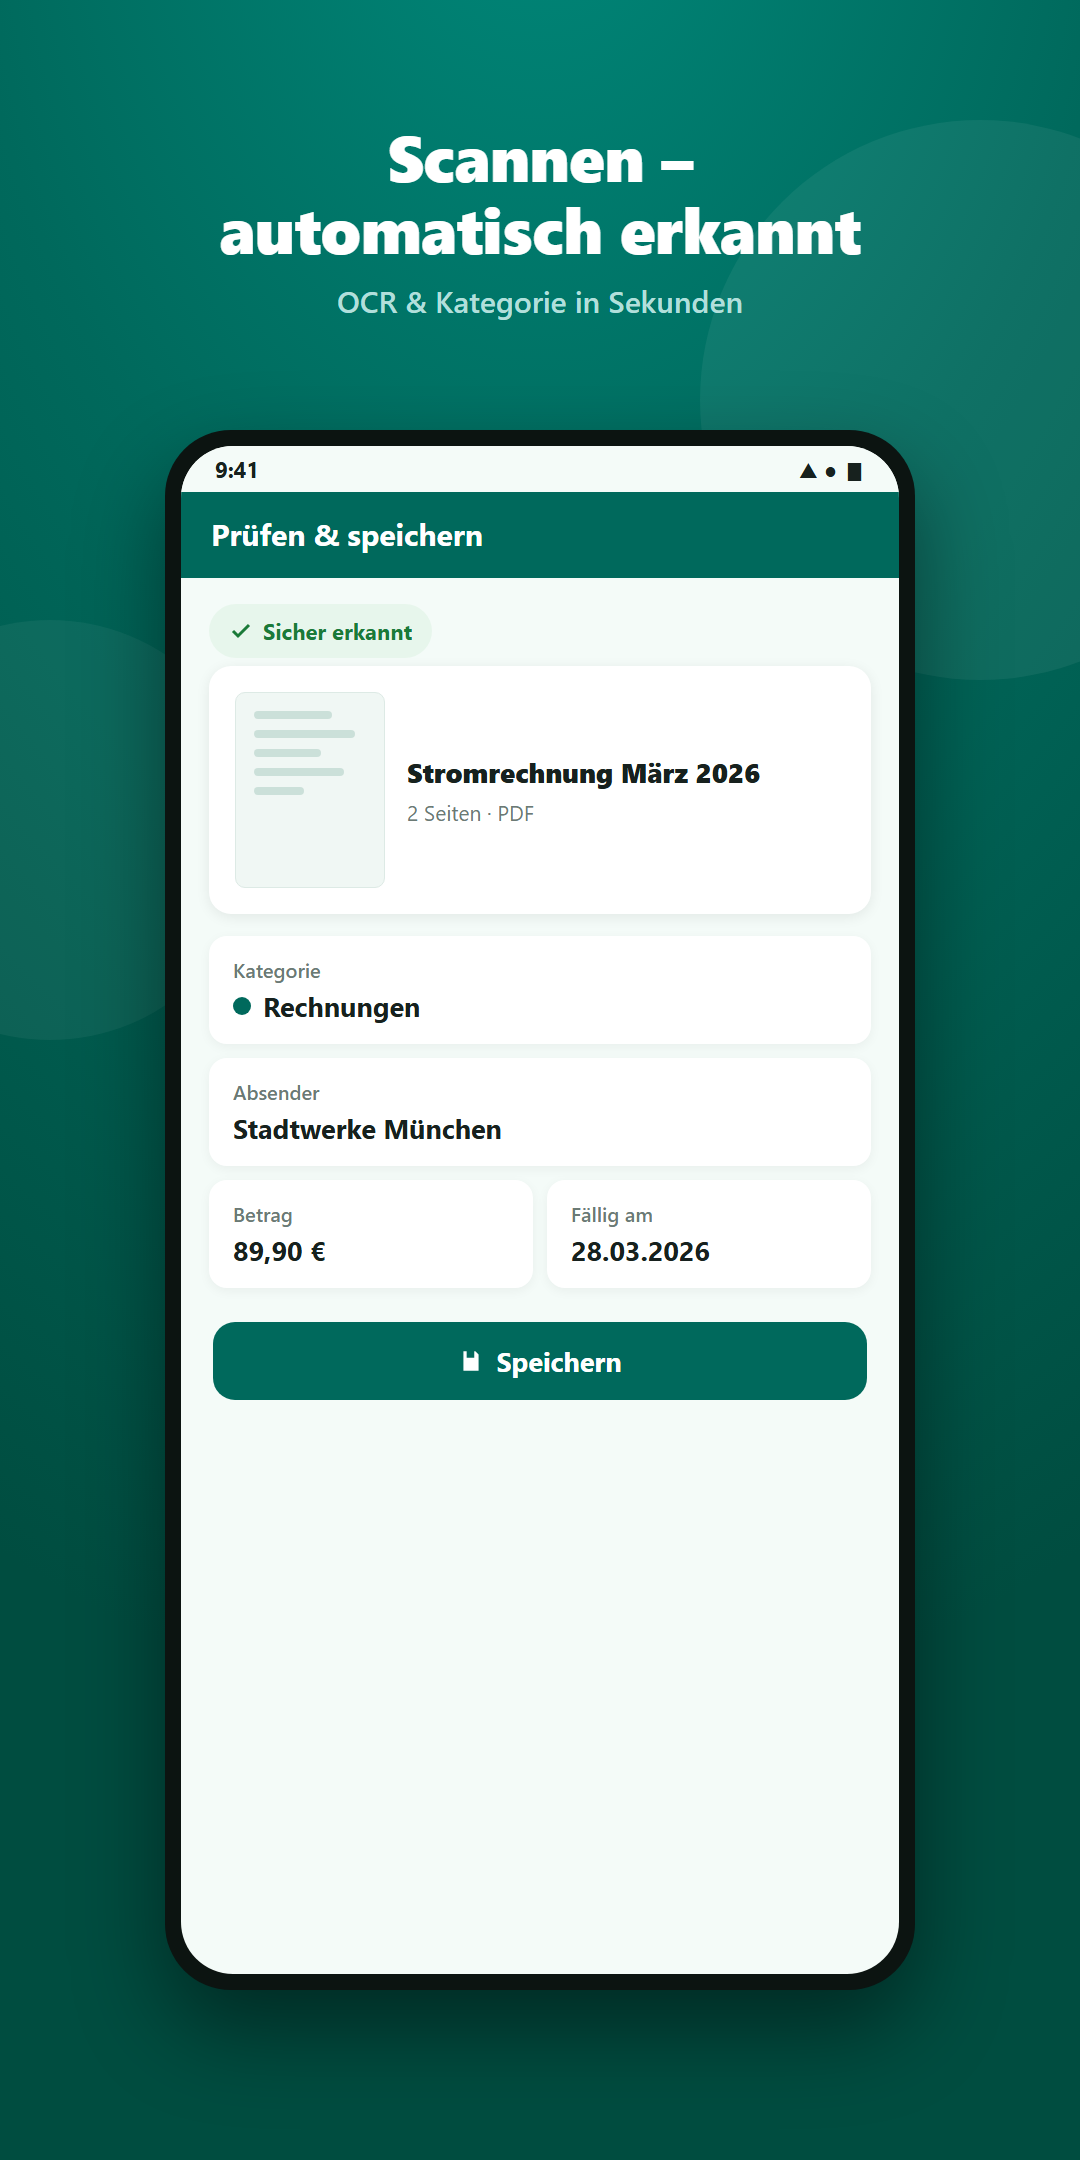 Scannen –
automatisch erkannt
OCR & Kategorie in Sekunden
9:41
Prüfen & speichern
Sicher erkannt
Stromrechnung März 2026
2 Seiten · PDF
Kategorie
Rechnungen
Absender
Stadtwerke München
Betrag
89,90 €
Fällig am
28.03.2026
Speichern